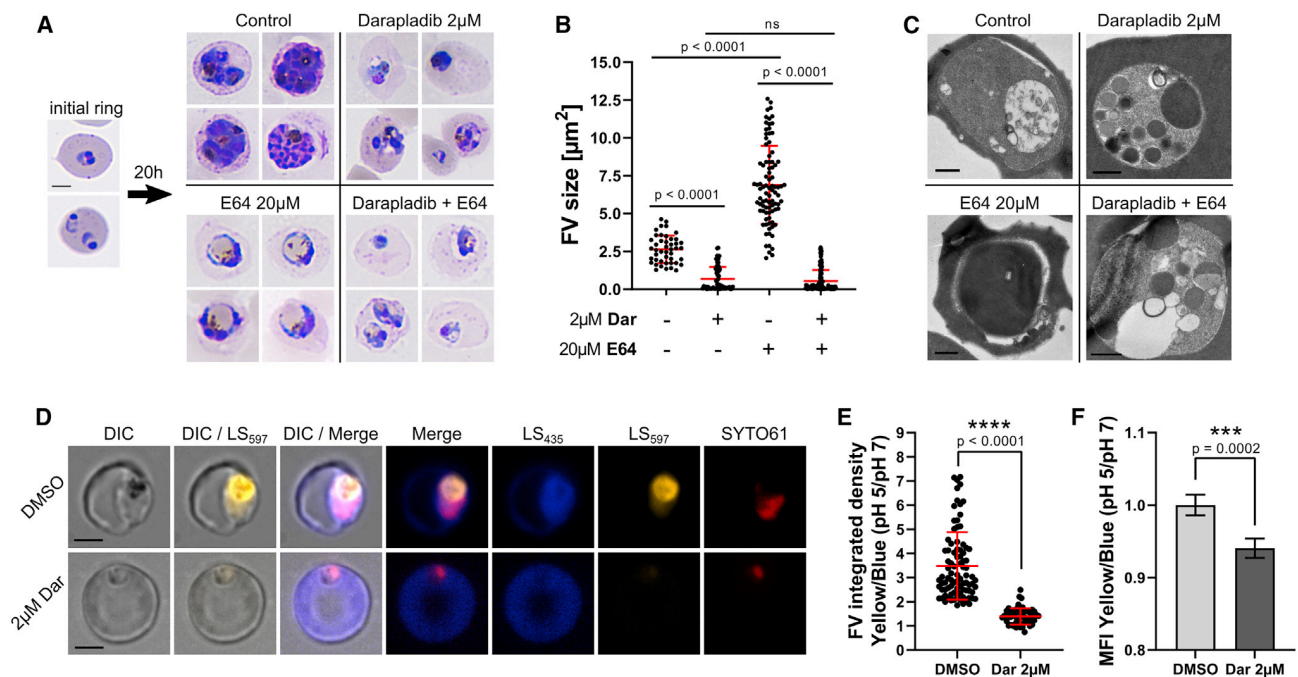 A
Control
Darapladib 2µM
initial ring
20h
E64 20µM
Darapladib + E64
B
ns
p < 0.0001
p < 0.0001
p < 0.0001
FV size [µm²]
15.0
12.5
10.0
7.5
5.0
2.5
0.0
2µM Dar - + - +
20µM E64 - - + +
C
Control
Darapladib 2µM
E64 20µM
Darapladib + E64
D
DIC
DIC / LS₅₉₇
DIC / Merge
Merge
LS₄₃₅
LS₅₉₇
SYTO61
DMSO
2µM Dar
E
FV integrated density
Yellow/Blue (pH 5/pH 7)
9
8
7
6
5
4
3
2
1
0
****
p < 0.0001
DMSO
Dar 2µM
F
MFI Yellow/Blue (pH 5/pH 7)
1.1
1.0
0.9
0.8
***
p = 0.0002
DMSO
Dar 2µM